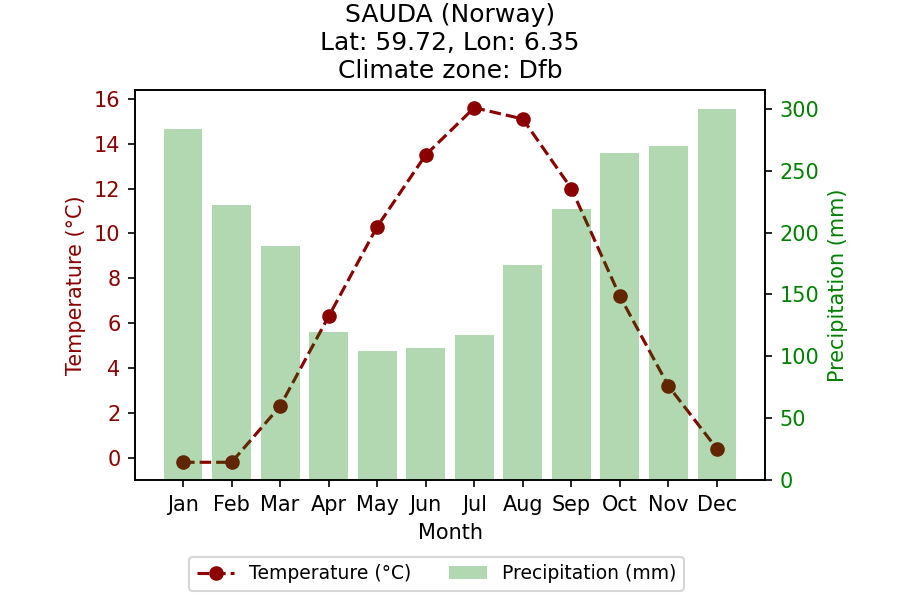 SAUDA (Norway)
Lat: 59.72, Lon: 6.35
Climate zone: Dfb
Temperature (°C)
16
14
12
10
8
6
4
2
0
300
250
200
150
100
50
0
Precipitation (mm)
Jan Feb Mar Apr May Jun Jul Aug Sep Oct Nov Dec
Month
Temperature (°C) Precipitation (mm)